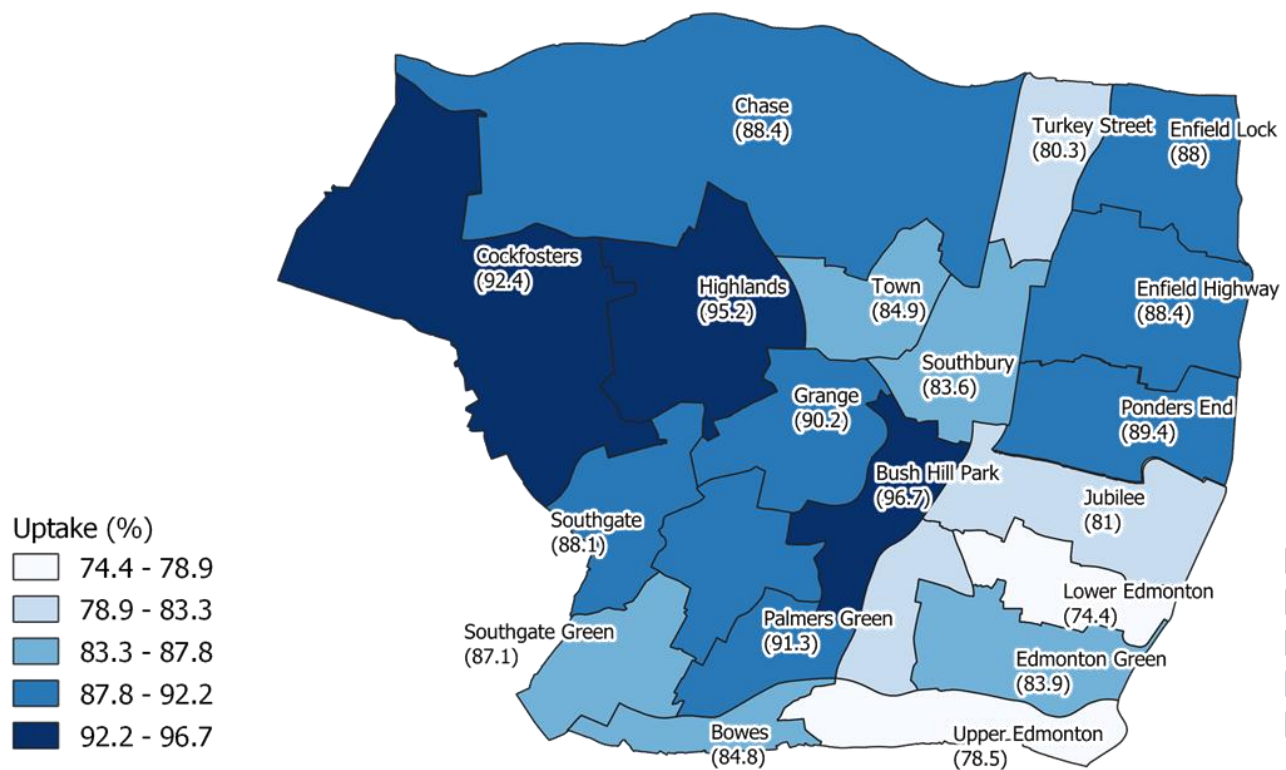 Chase
(88.4)
Turkey Street
(80.3)
Enfield Lock
(88)
Cockfosters
(92.4)
Highlands
(95.2)
Town
(84.9)
Enfield Highway
(88.4)
Southbury
(83.6)
Grange
(90.2)
Ponders End
(89.4)
Bush Hill Park
(96.7)
Jubilee
(81)
Southgate
(88.1)
Lower Edmonton
(74.4)
Palmers Green
(91.3)
Southgate Green
(87.1)
Edmonton Green
(83.9)
Bowes
(84.8)
Upper Edmonton
(78.5)
Uptake (%)
74.4 - 78.9
78.9 - 83.3
83.3 - 87.8
87.8 - 92.2
92.2 - 96.7